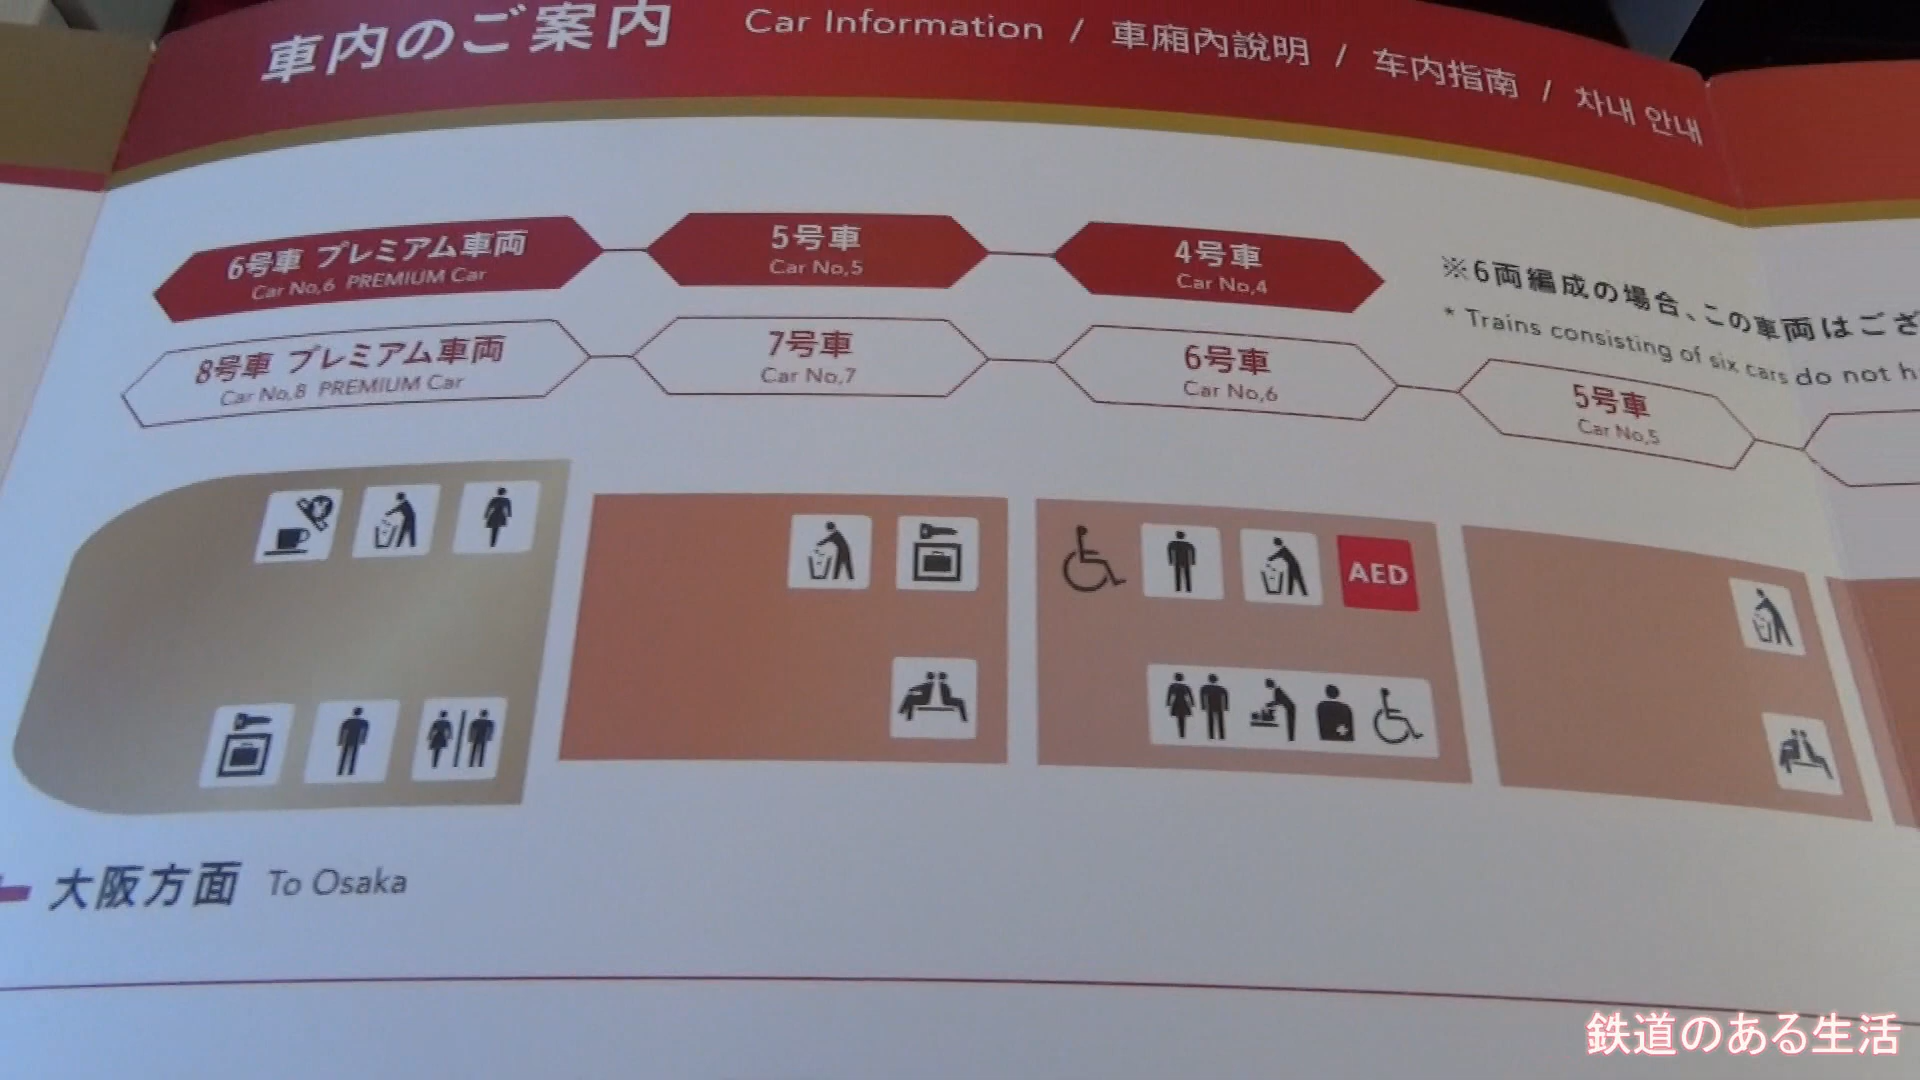 車内のご案内 Car Information / 車廂內說明 / 车内指南 / 차내 안내
6号車 プレミアム車両
Car No,6 PREMIUM Car
5号車
Car No,5
4号車
Car No,4
※6両編成の場合、この車両はござ
* Trains consisting of six cars do not h
8号車 プレミアム車両
Car No,8 PREMIUM Car
7号車
Car No,7
6号車
Car No,6
5号車
Car No,5
AED
大阪方面 To Osaka
鉄道のある生活